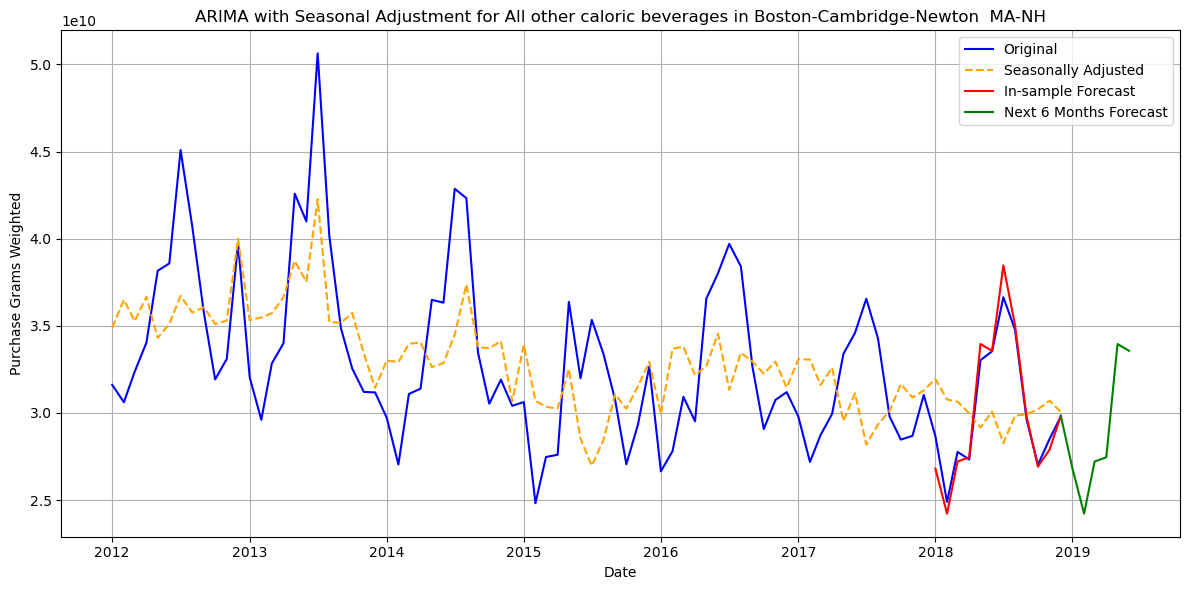 ARIMA with Seasonal Adjustment for All other caloric beverages in Boston-Cambridge-Newton  MA-NH
1e10
Original
Seasonally Adjusted
In-sample Forecast
Next 6 Months Forecast
Purchase Grams Weighted
5.0
4.5
4.0
3.5
3.0
2.5
2012
2013
2014
2015
2016
2017
2018
2019
Date